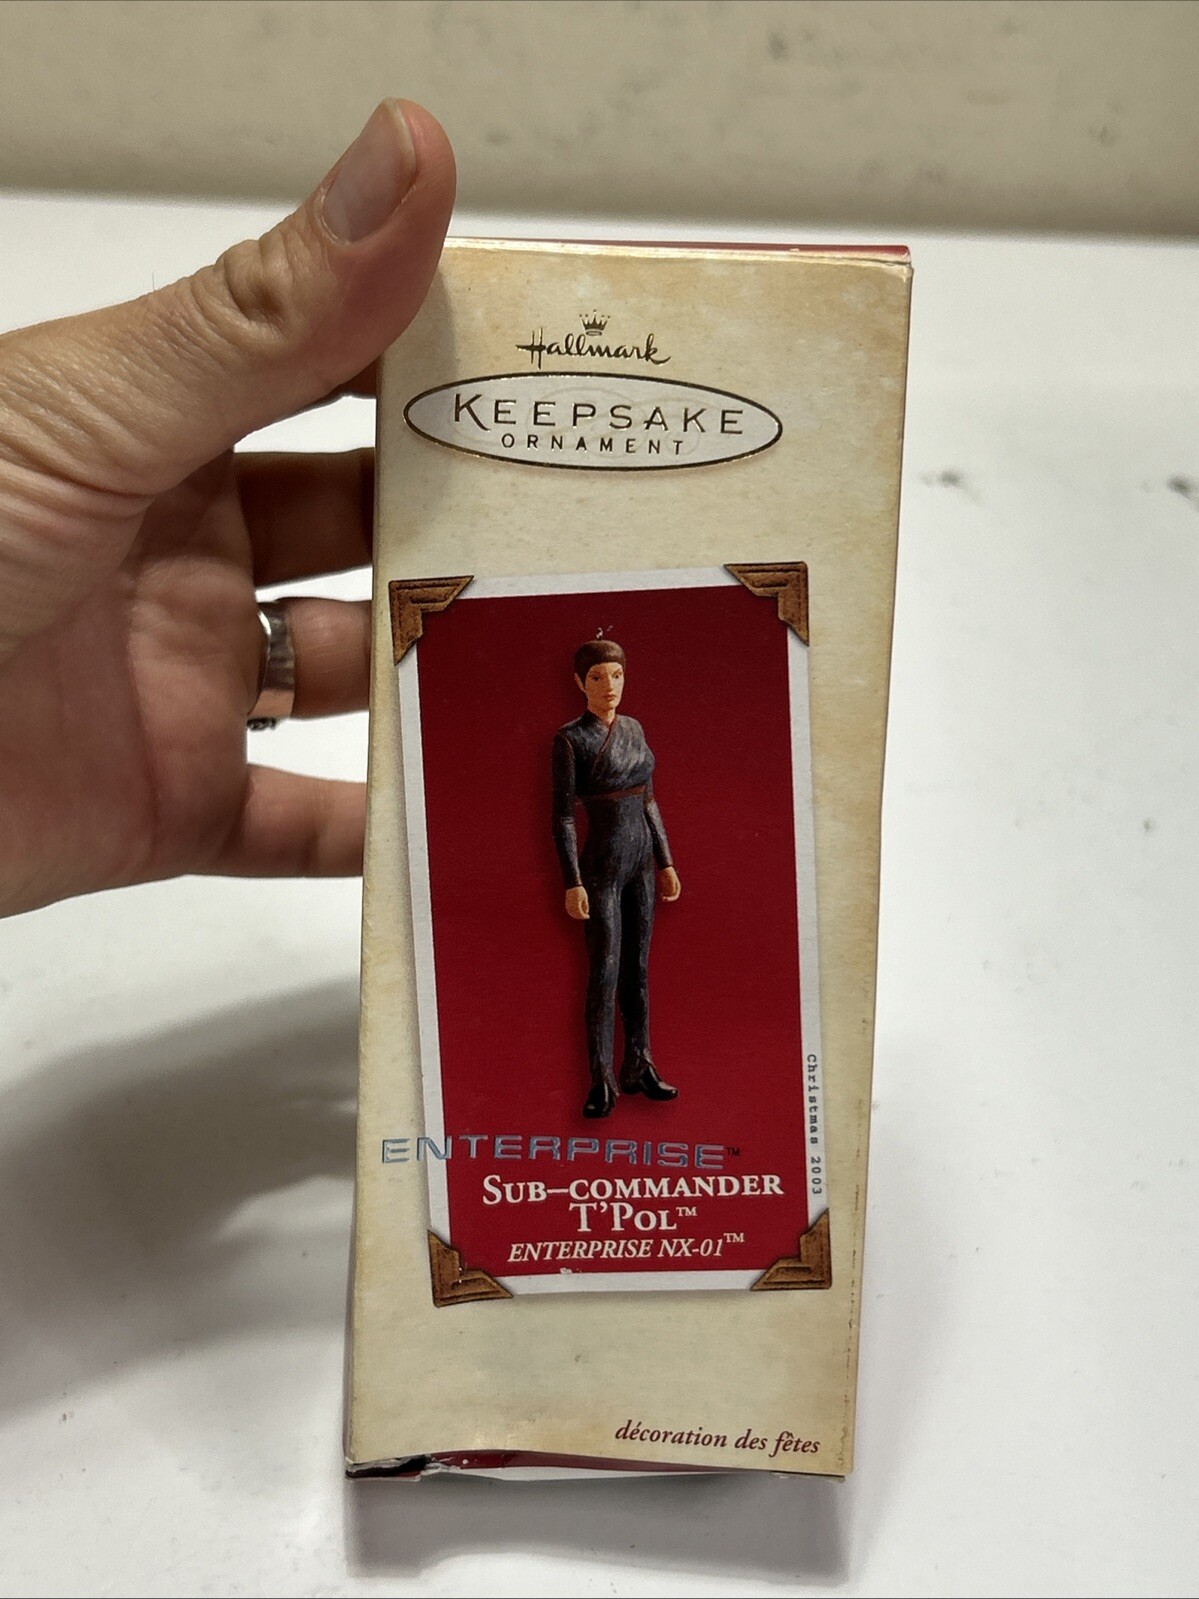 Hallmark
KEEPSAKE
ORNAMENT
Christmas 2003
ENTERPRISE™
SUB–COMMANDER
T'POL™
ENTERPRISE NX-01™
décoration des fêtes